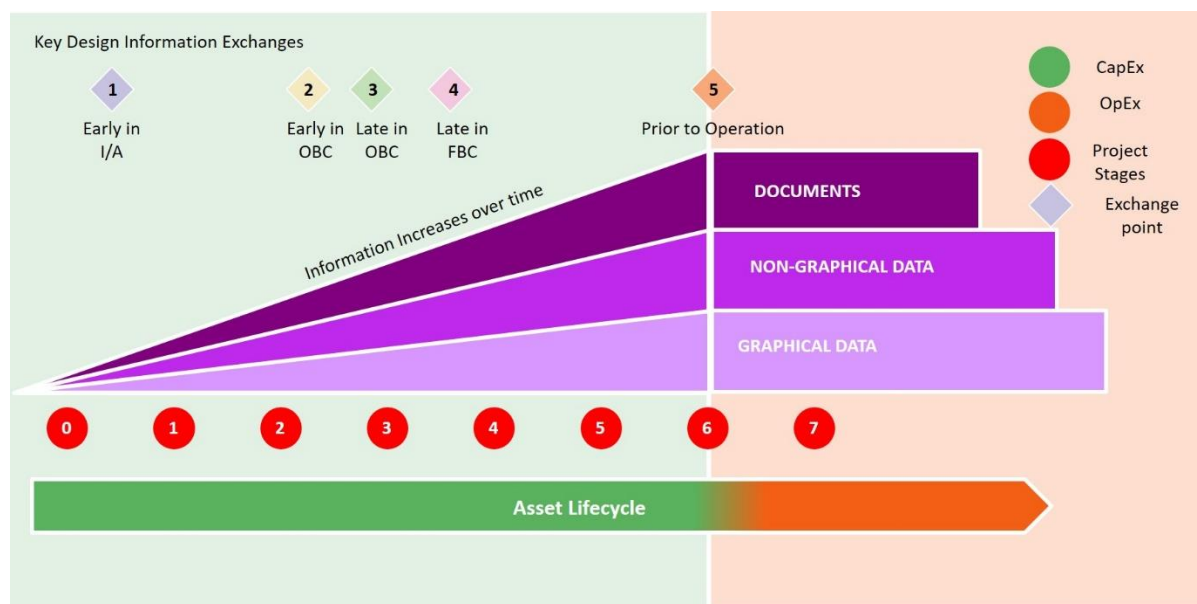 Key Design Information Exchanges
1
2
3
4
5
Early in
I/A
Early in
OBC
Late in
OBC
Late in
FBC
Prior to Operation
CapEx
OpEx
Project
Stages
Exchange
point
Information Increases over time
DOCUMENTS
NON-GRAPHICAL DATA
GRAPHICAL DATA
0
1
2
3
4
5
6
7
Asset Lifecycle